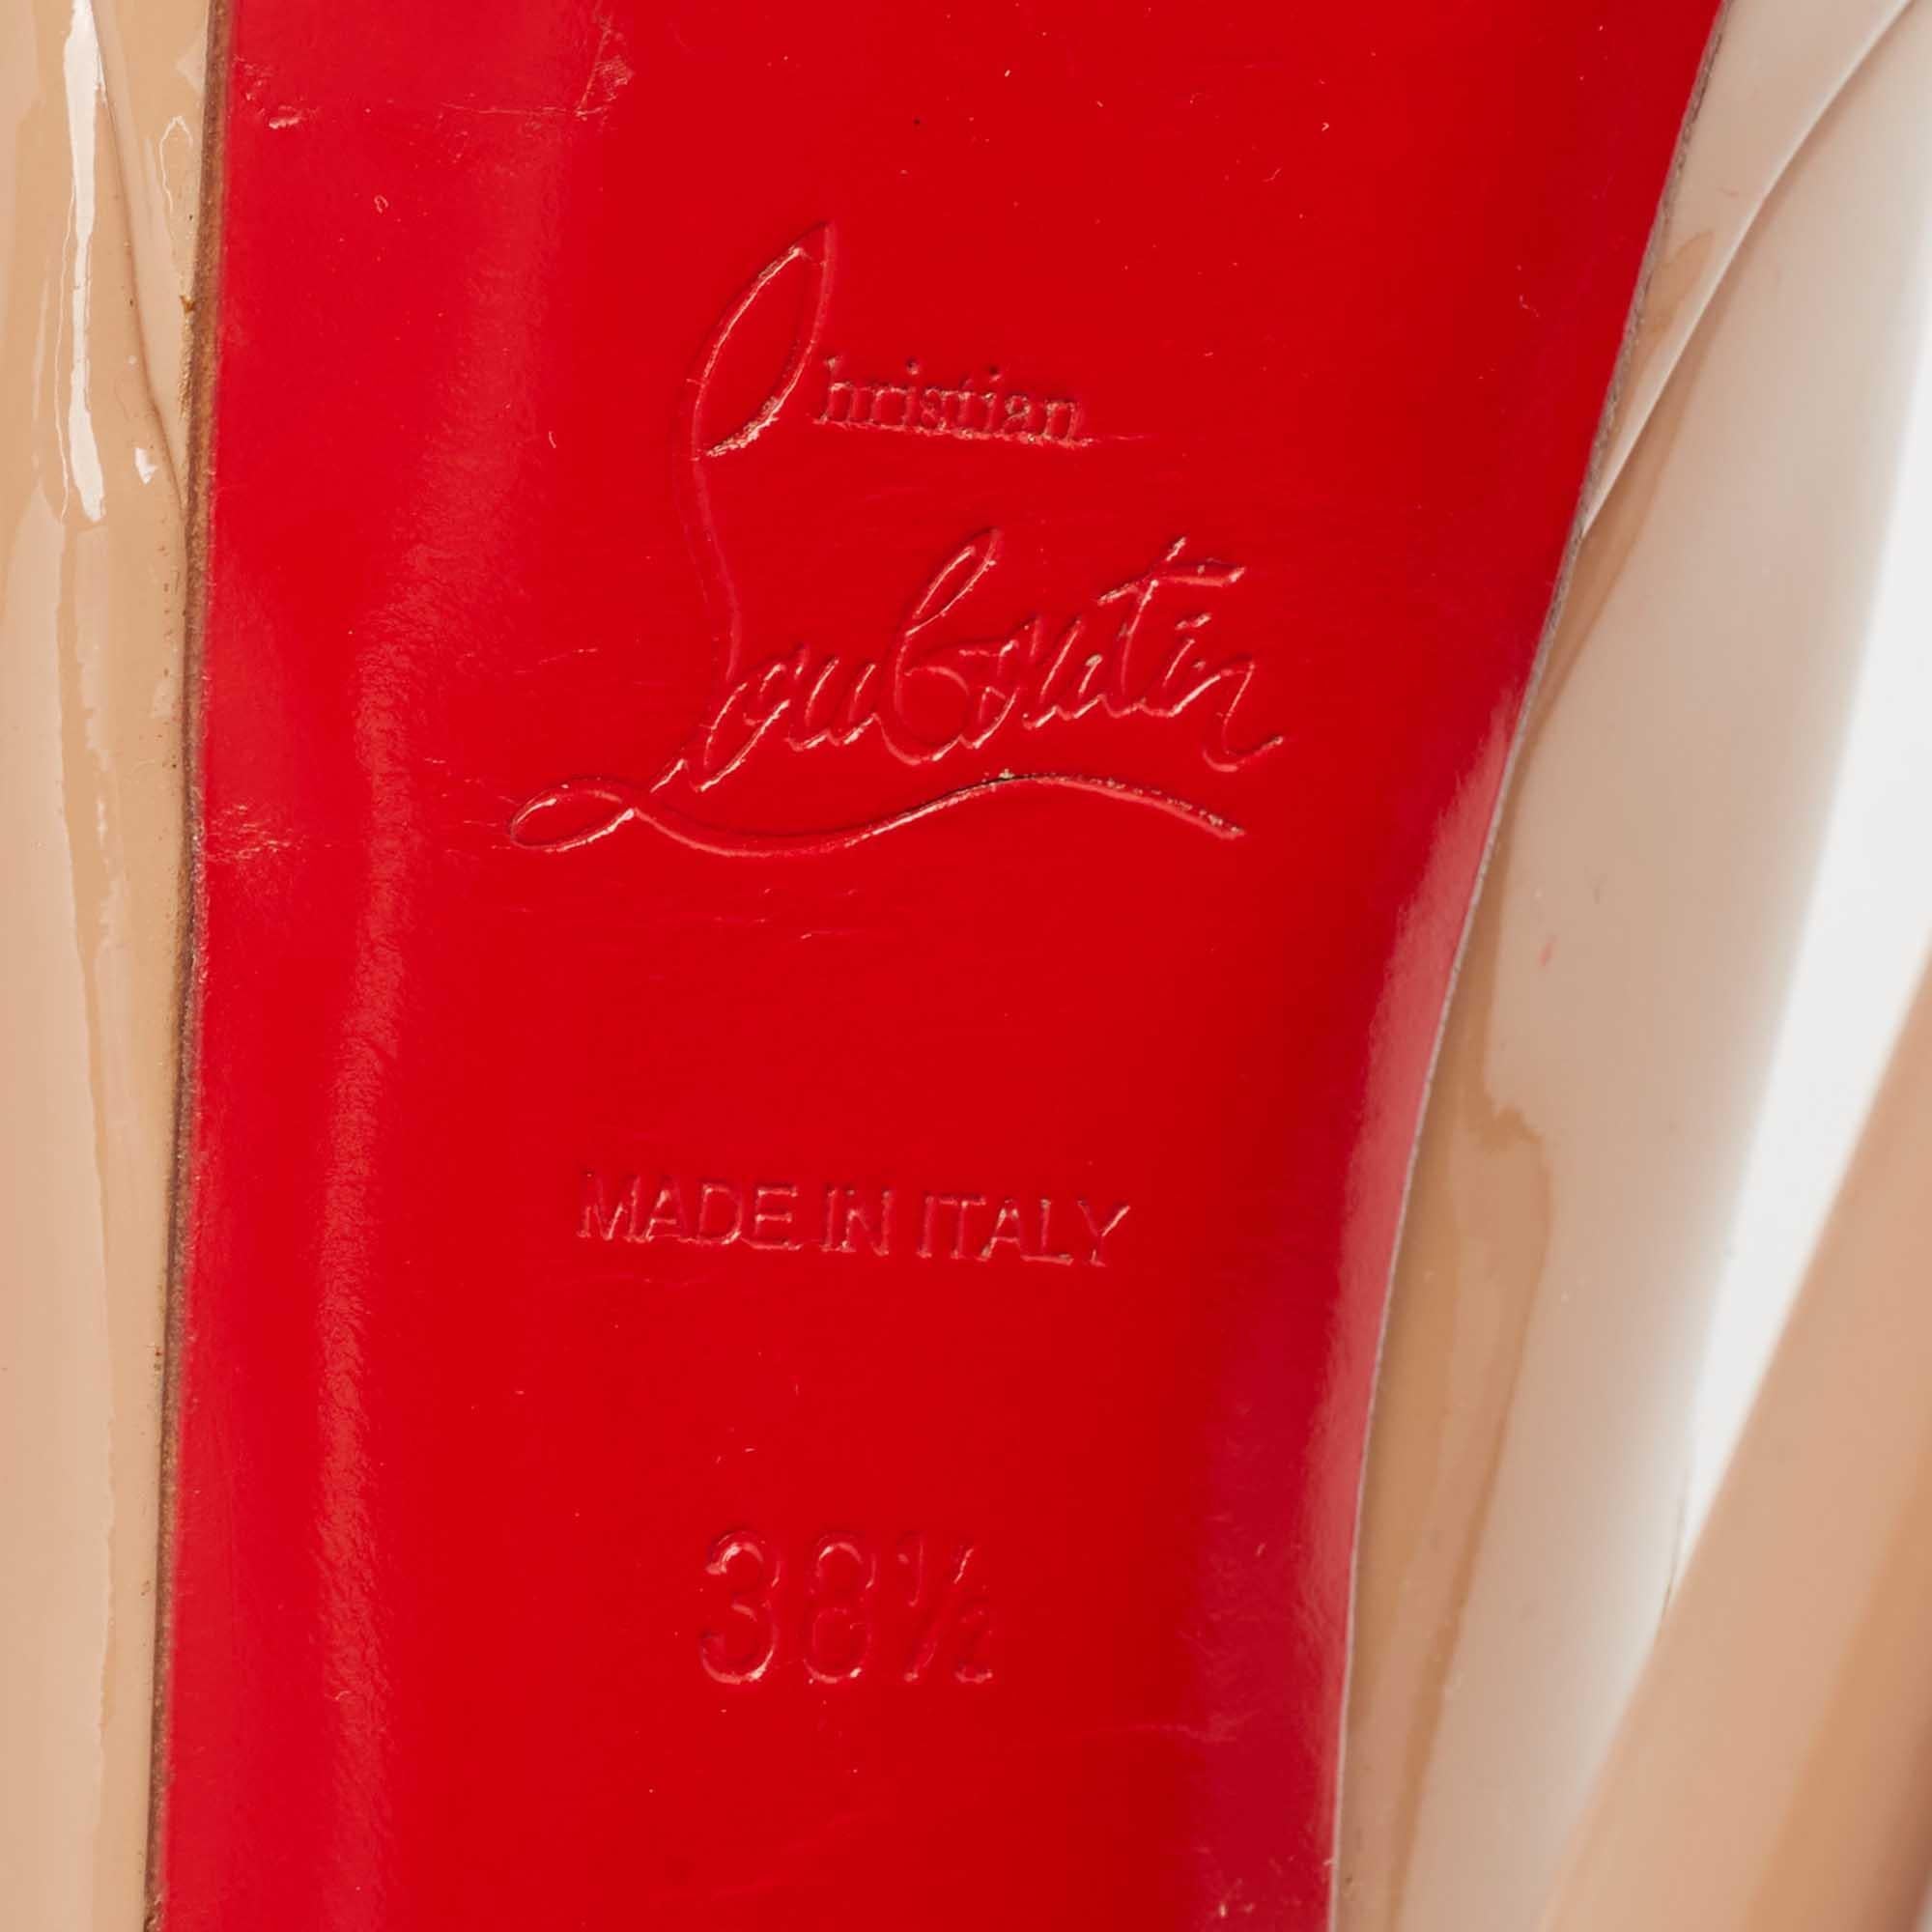 Christian
Louboutin
MADE IN ITALY
38½